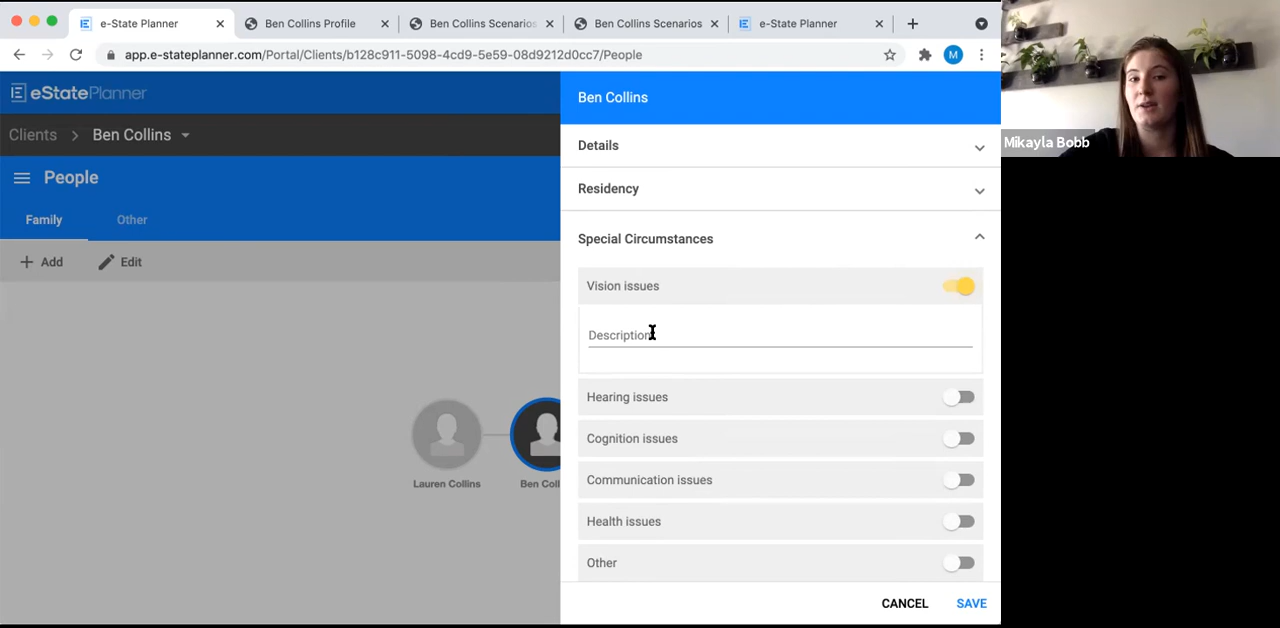 e-State Planner
Ben Collins Profile
Ben Collins Scenarios
Ben Collins Scenarios
e-State Planner
app.e-stateplanner.com/Portal/Clients/b128c911-5098-4cd9-5e59-08d9212d0cc7/People
M
eStatePlanner
Clients > Ben Collins
People
Family
Other
Add
Edit
Lauren Collins
Ben Coll
Ben Collins
Details
Residency
Special Circumstances
Vision issues
Description
Hearing issues
Cognition issues
Communication issues
Health issues
Other
CANCEL
SAVE
Mikayla Bobb